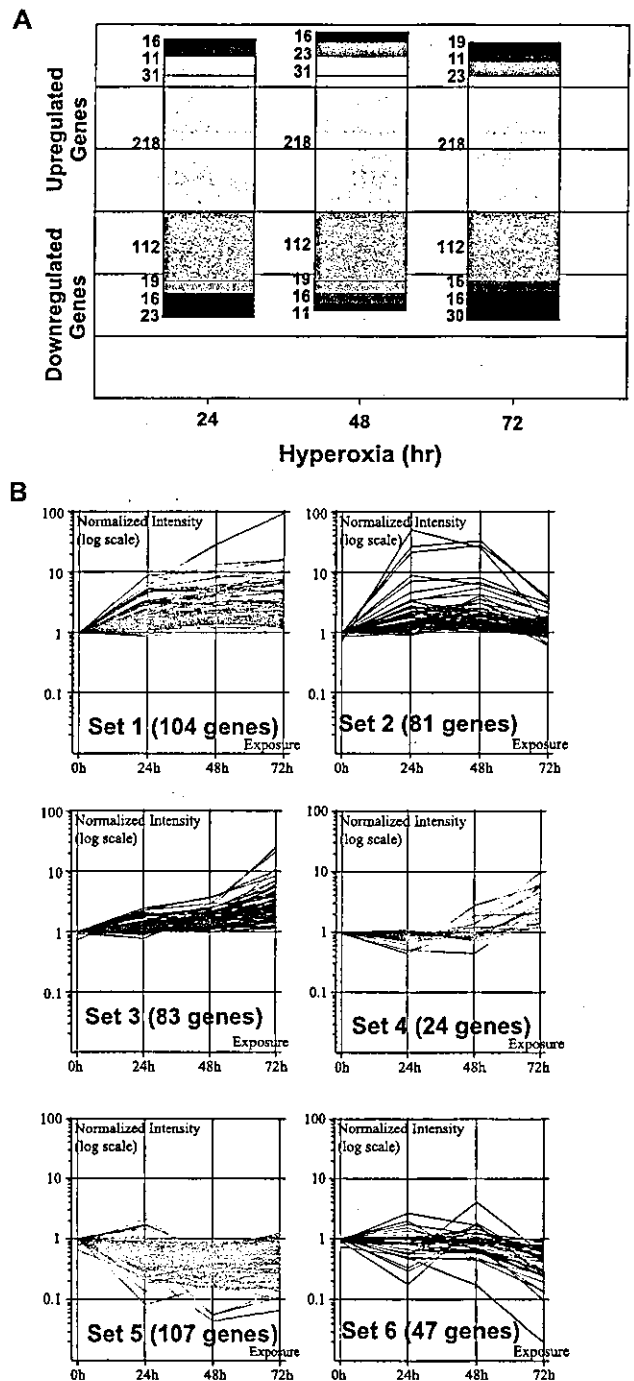 A
Upregulated Genes
Downregulated Genes
16
11
31
218
112
19
16
23
16
23
31
218
112
19
16
11
19
11
23
218
112
16
16
30
24
48
72
Hyperoxia (hr)
B
100
10
1
0.1
Normalized Intensity
(log scale)
Set 1 (104 genes)
Exposure
0h 24h 48h 72h
100
10
1
0.1
Normalized Intensity
(log scale)
Set 2 (81 genes)
Exposure
0h 24h 48h 72h
100
10
1
0.1
Normalized Intensity
(log scale)
Set 3 (83 genes)
Exposure
0h 24h 48h 72h
100
10
1
0.1
Normalized Intensity
(log scale)
Set 4 (24 genes)
Exposure
0h 24h 48h 72h
100
10
1
0.1
Normalized Intensity
(log scale)
Set 5 (107 genes)
Exposure
0h 24h 48h 72h
100
10
1
0.1
Normalized Intensity
(log scale)
Set 6 (47 genes)
Exposure
0h 24h 48h 72h